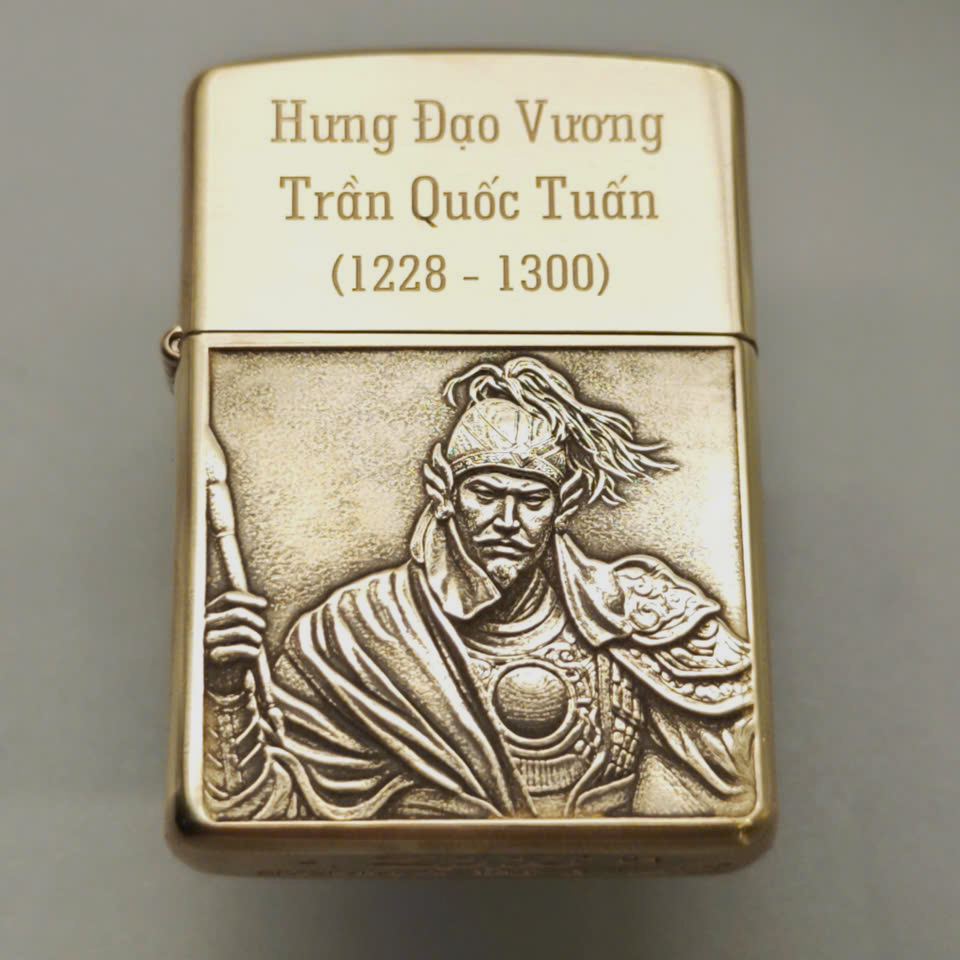 Hưng Đạo Vương
Trần Quốc Tuấn
(1228 - 1300)